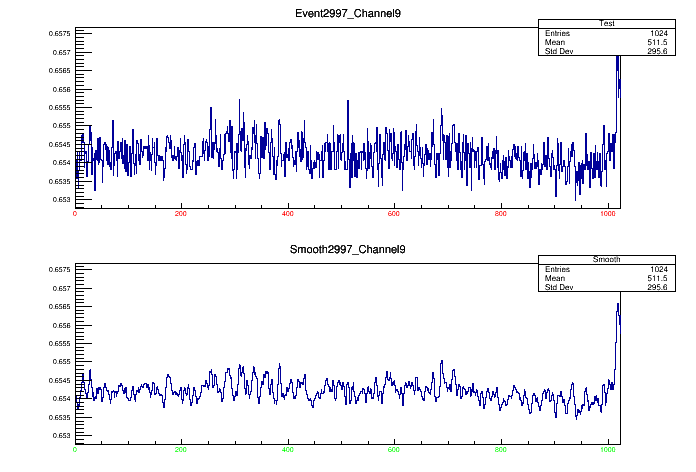 Event2997_Channel9
Test
Entries 1024
Mean 511.5
Std Dev 295.6
0.6575
0.657
0.6565
0.656
0.6555
0.655
0.6545
0.654
0.6535
0.653
0 200 400 600 800 1000
Smooth2997_Channel9
Smooth
Entries 1024
Mean 511.5
Std Dev 295.6
0.6575
0.657
0.6565
0.656
0.6555
0.655
0.6545
0.654
0.6535
0.653
0 200 400 600 800 1000